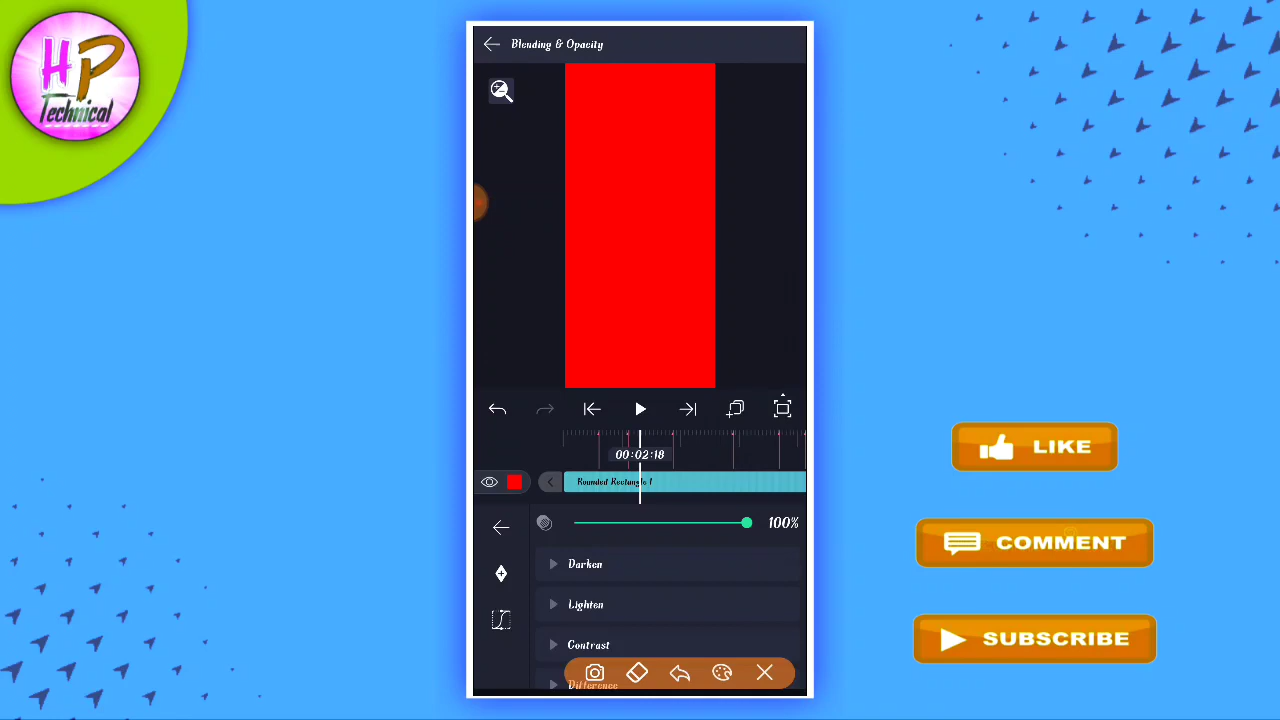 HP
Technical
Blending & Opacity
00:02:18
Rounded Rectangle 1
100%
Darken
Lighten
Contrast
Difference
LIKE
COMMENT
SUBSCRIBE